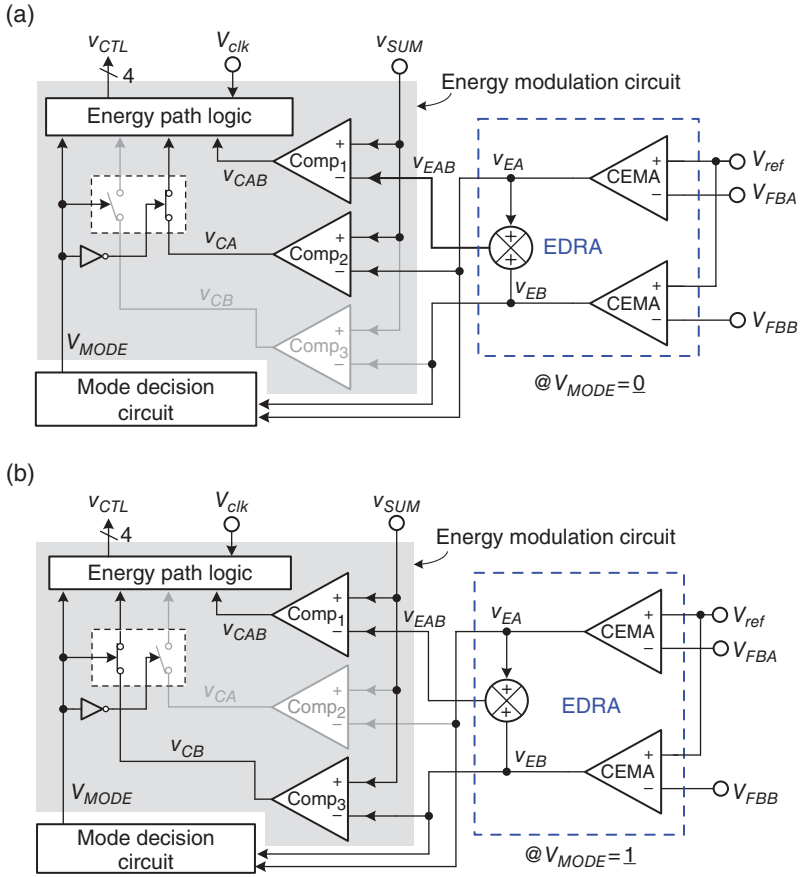 (a)
vCTL
Vclk
vSUM
4
Energy modulation circuit
Energy path logic
+
Comp1
−
vCAB
vEAB
vEA
+
CEMA
−
Vref
VFBA
vCA
+
Comp2
−
+
+
EDRA
vCB
vEB
+
CEMA
−
VFBB
+
Comp3
−
VMODE
Mode decision
circuit
@VMODE=0
(b)
vCTL
Vclk
vSUM
4
Energy modulation circuit
Energy path logic
+
Comp1
−
vCAB
vEAB
vEA
+
CEMA
−
Vref
VFBA
vCA
+
Comp2
−
+
+
EDRA
vCB
vEB
+
CEMA
−
VFBB
+
Comp3
−
VMODE
Mode decision
circuit
@VMODE=1